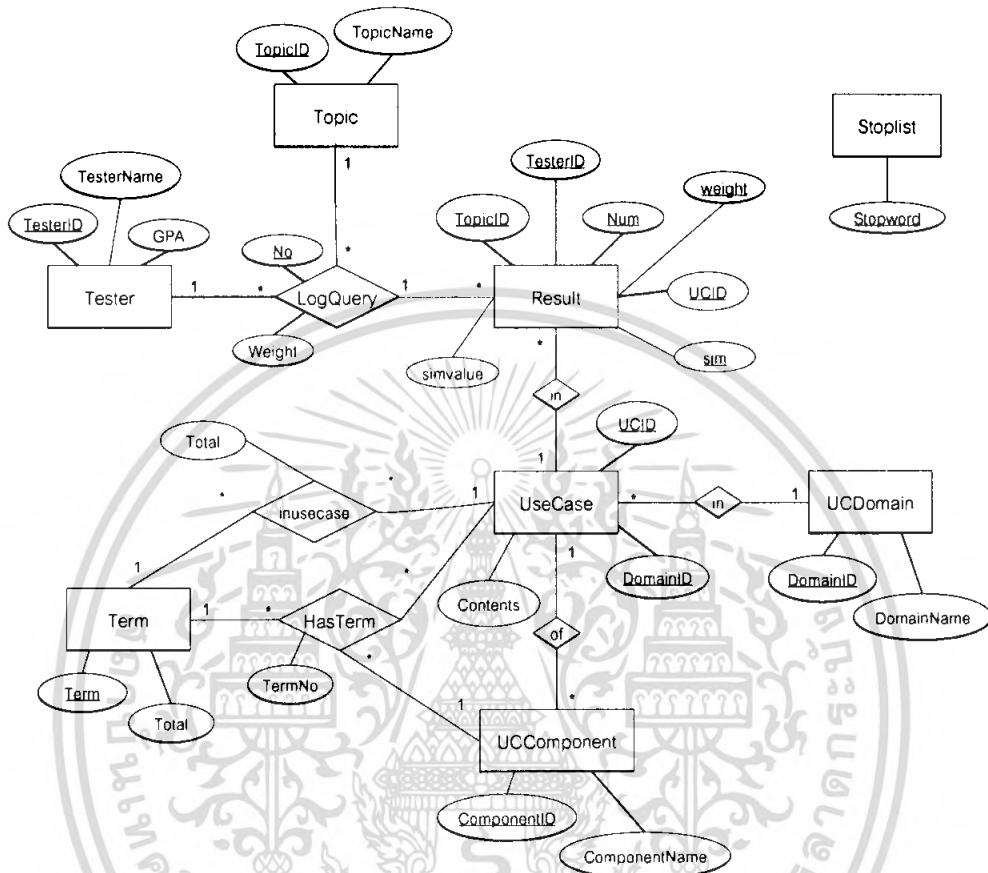 TopicID
TopicName
Topic
Stoplist
Stopword
1
*
TesterName
TesterID
GPA
Tester
1
*
No
LogQuery
Weight
1
*
TesterID
TopicID
Num
weight
Result
UCID
sim
simvalue
*
in
1
UCID
Total
*
*
inusecase
1
UseCase
*
in
1
UCDomain
DomainID
DomainID
DomainName
Contents
1
1
*
Term
1
*
HasTerm
of
TermNo
*
*
Term
Total
1
UCComponent
ComponentID
ComponentName